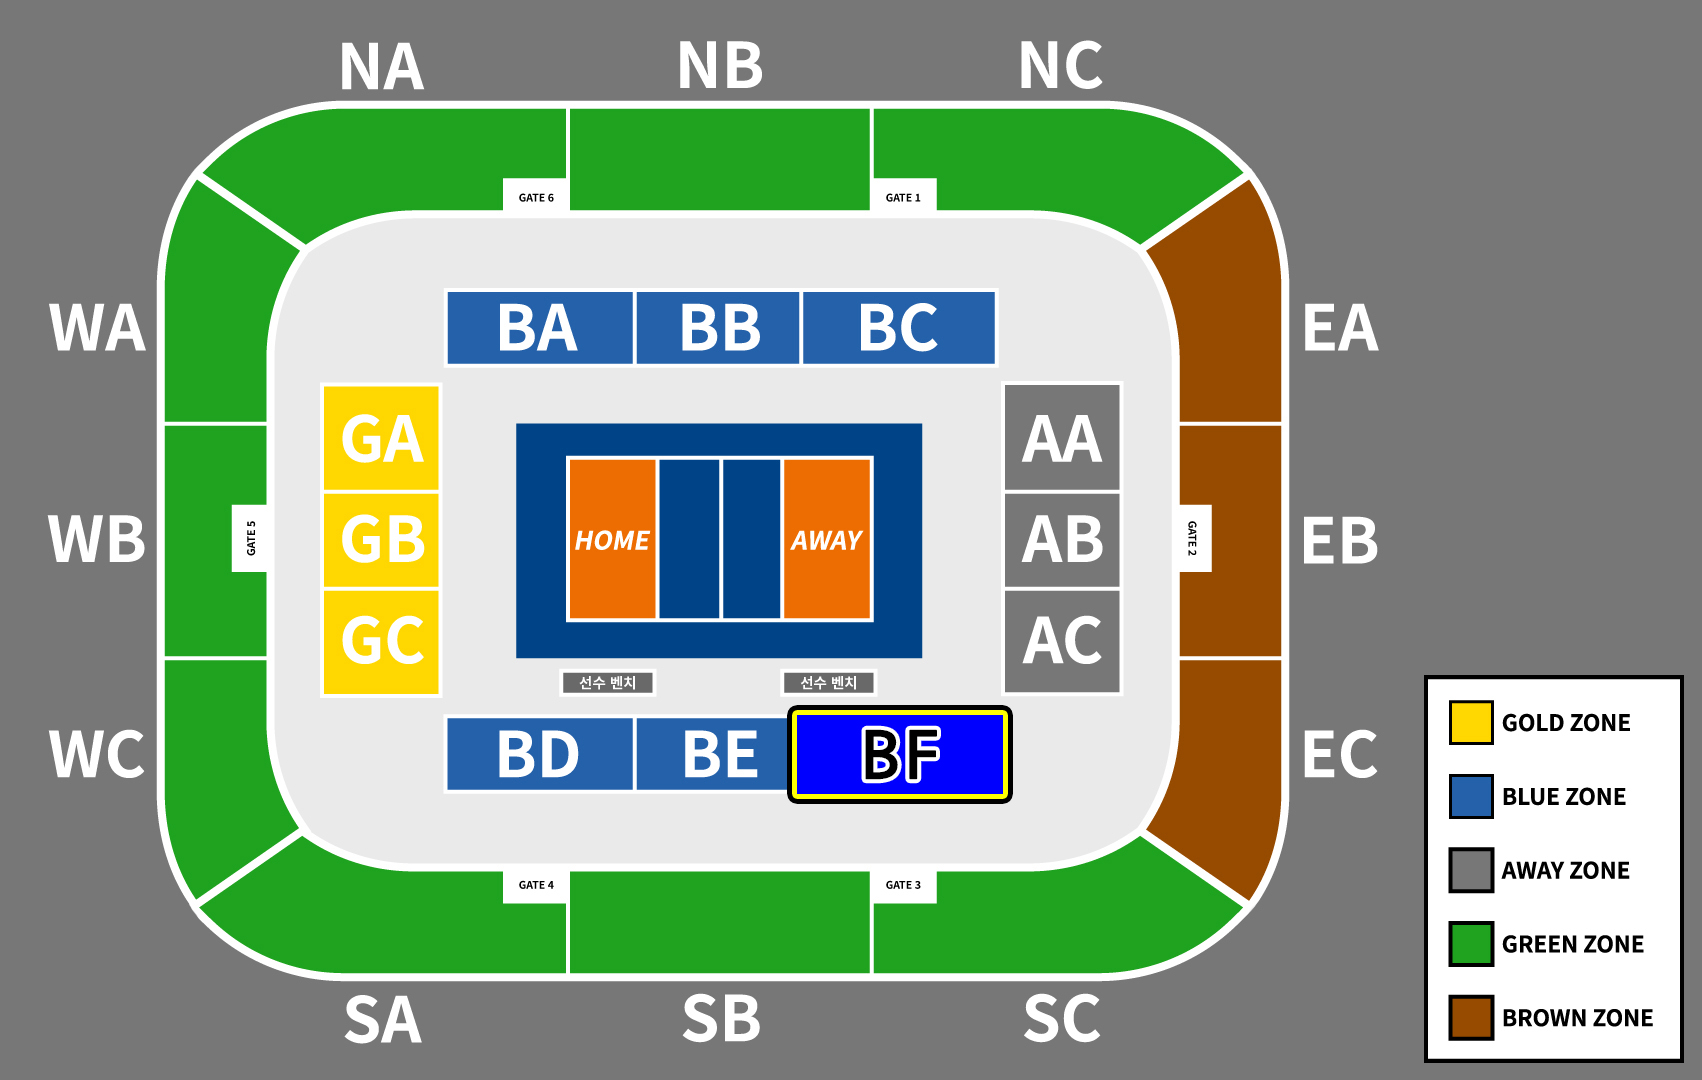 NA
NB
NC
GATE 6
GATE 1
WA
BA
BB
BC
EA
GA
AA
WB
GATE 5
GB
HOME
AWAY
AB
GATE 2
EB
GC
AC
선수 벤치
선수 벤치
WC
BD
BE
BF
EC
GATE 4
GATE 3
SA
SB
SC
GOLD ZONE
BLUE ZONE
AWAY ZONE
GREEN ZONE
BROWN ZONE